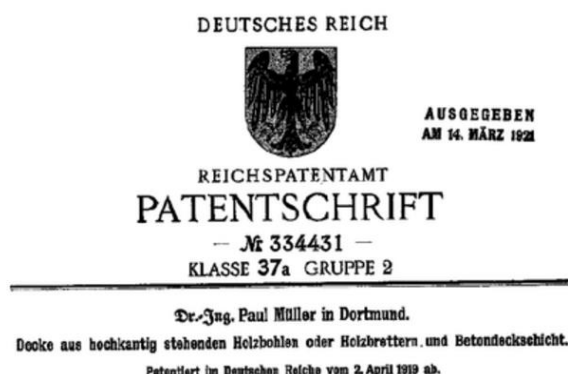 DEUTSCHES REICH
AUSGEGEBEN
AM 14. MÄRZ 1921
REICHSPATENTAMT
PATENTSCHRIFT
— № 334431 —
KLASSE 37a GRUPPE 2
Dr.-Ing. Paul Müller in Dortmund.
Decke aus hochkantig stehenden Holzbohlen oder Holzbrettern und Betondeckschicht.
Patentiert im Deutschen Reiche vom 2. April 1919 ab.